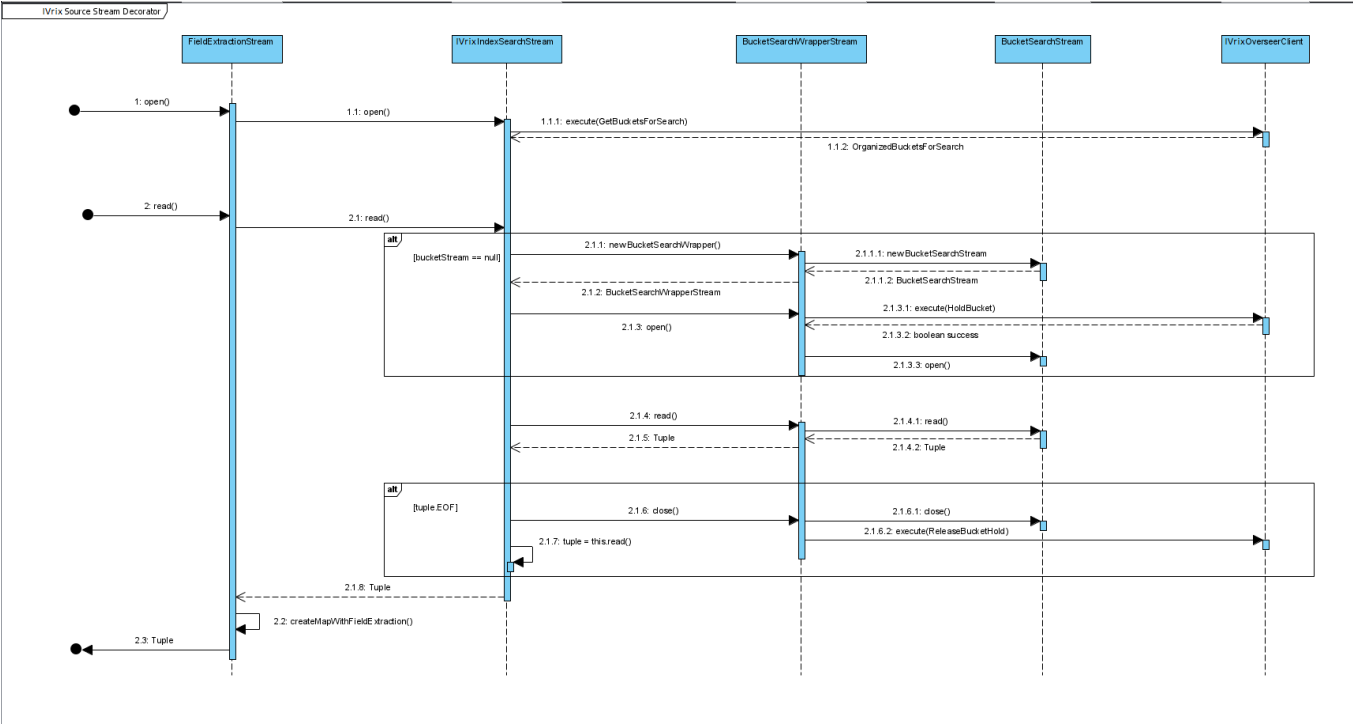 IVrix Source Stream Decorator
FieldExtractionStream
IVrixIndexSearchStream
BucketSearchWrapperStream
BucketSearchStream
IVrixOverseerClient
1: open()
1.1: open()
1.1.1: execute(GetBucketsForSearch)
1.1.2: OrganizedBucketsForSearch
2: read()
2.1: read()
alt
[bucketStream == null]
2.1.1: newBucketSearchWrapper()
2.1.1.1: newBucketSearchStream
2.1.1.2: BucketSearchStream
2.1.2: BucketSearchWrapperStream
2.1.3.1: execute(HoldBucket)
2.1.3: open()
2.1.3.2: boolean success
2.1.3.3: open()
2.1.4: read()
2.1.4.1: read()
2.1.5: Tuple
2.1.4.2: Tuple
alt
[tuple.EOF]
2.1.6: close()
2.1.6.1: close()
2.1.6.2: execute(ReleaseBucketHold)
2.1.7: tuple = this.read()
2.1.8: Tuple
2.2: createMapWithFieldExtraction()
2.3: Tuple